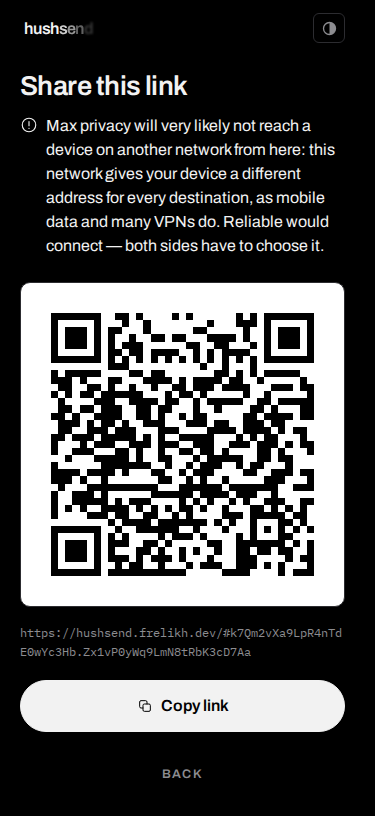 hushsend
Share this link
Max privacy will very likely not reach a
device on another network from here: this
network gives your device a different
address for every destination, as mobile
data and many VPNs do. Reliable would
connect — both sides have to choose it.
https://hushsend.frelikh.dev/#k7Qm2vXa9LpR4nTd
E0wYc3Hb.Zx1vP0yWq9LmN8tRbK3cD7Aa
Copy link
BACK